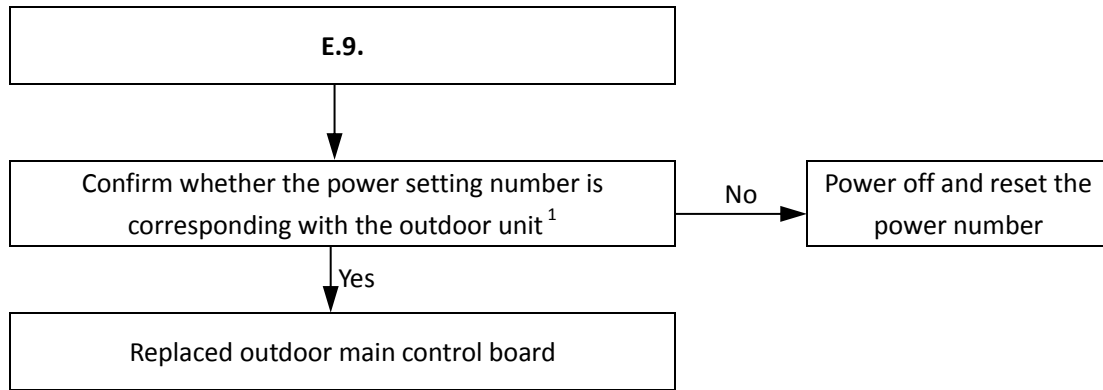 E.9.
Confirm whether the power setting number is
corresponding with the outdoor unit 1
No
Power off and reset the
power number
Yes
Replaced outdoor main control board